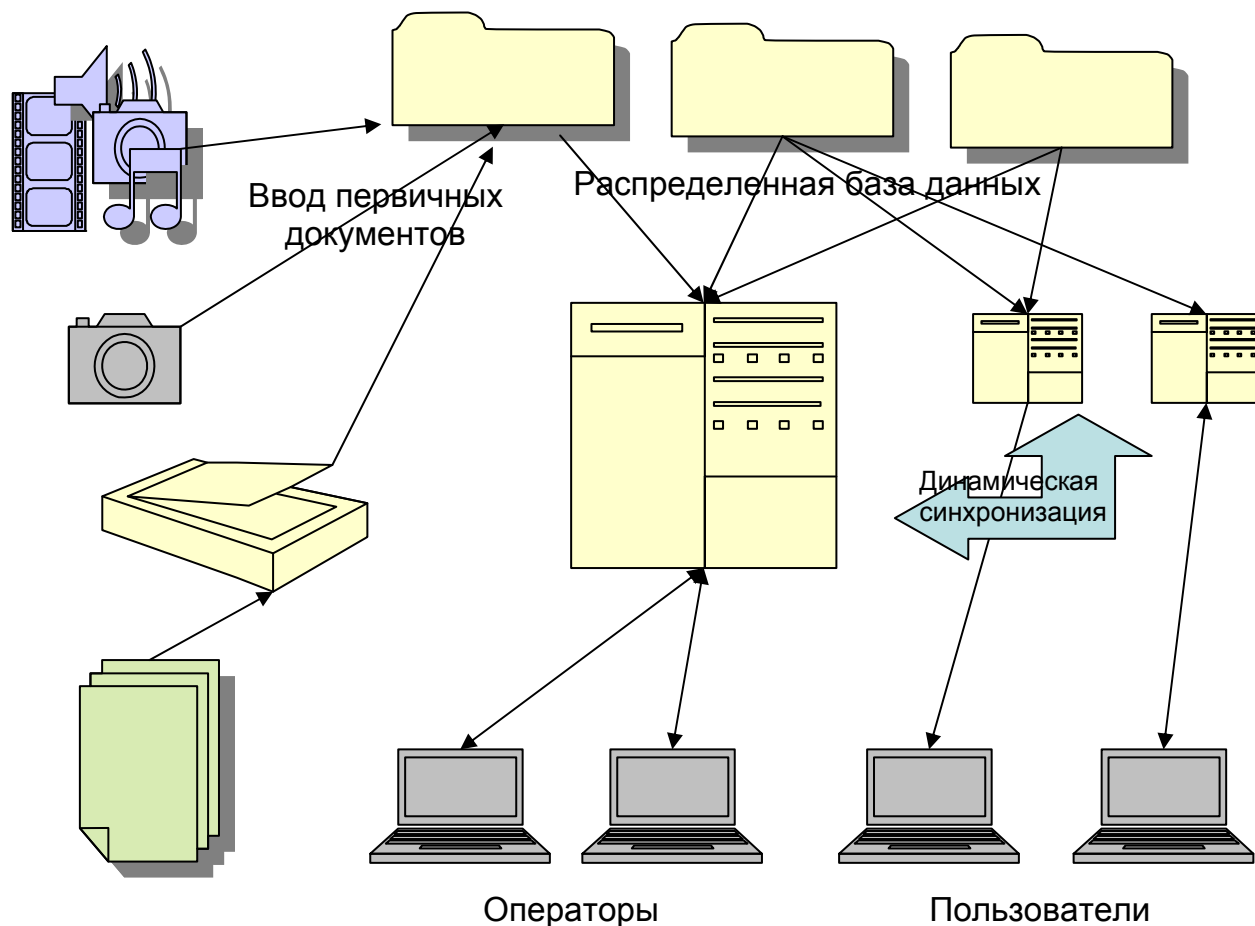 Ввод первичных
документов
Распределенная база данных
Динамическая
синхронизация
Операторы
Пользователи